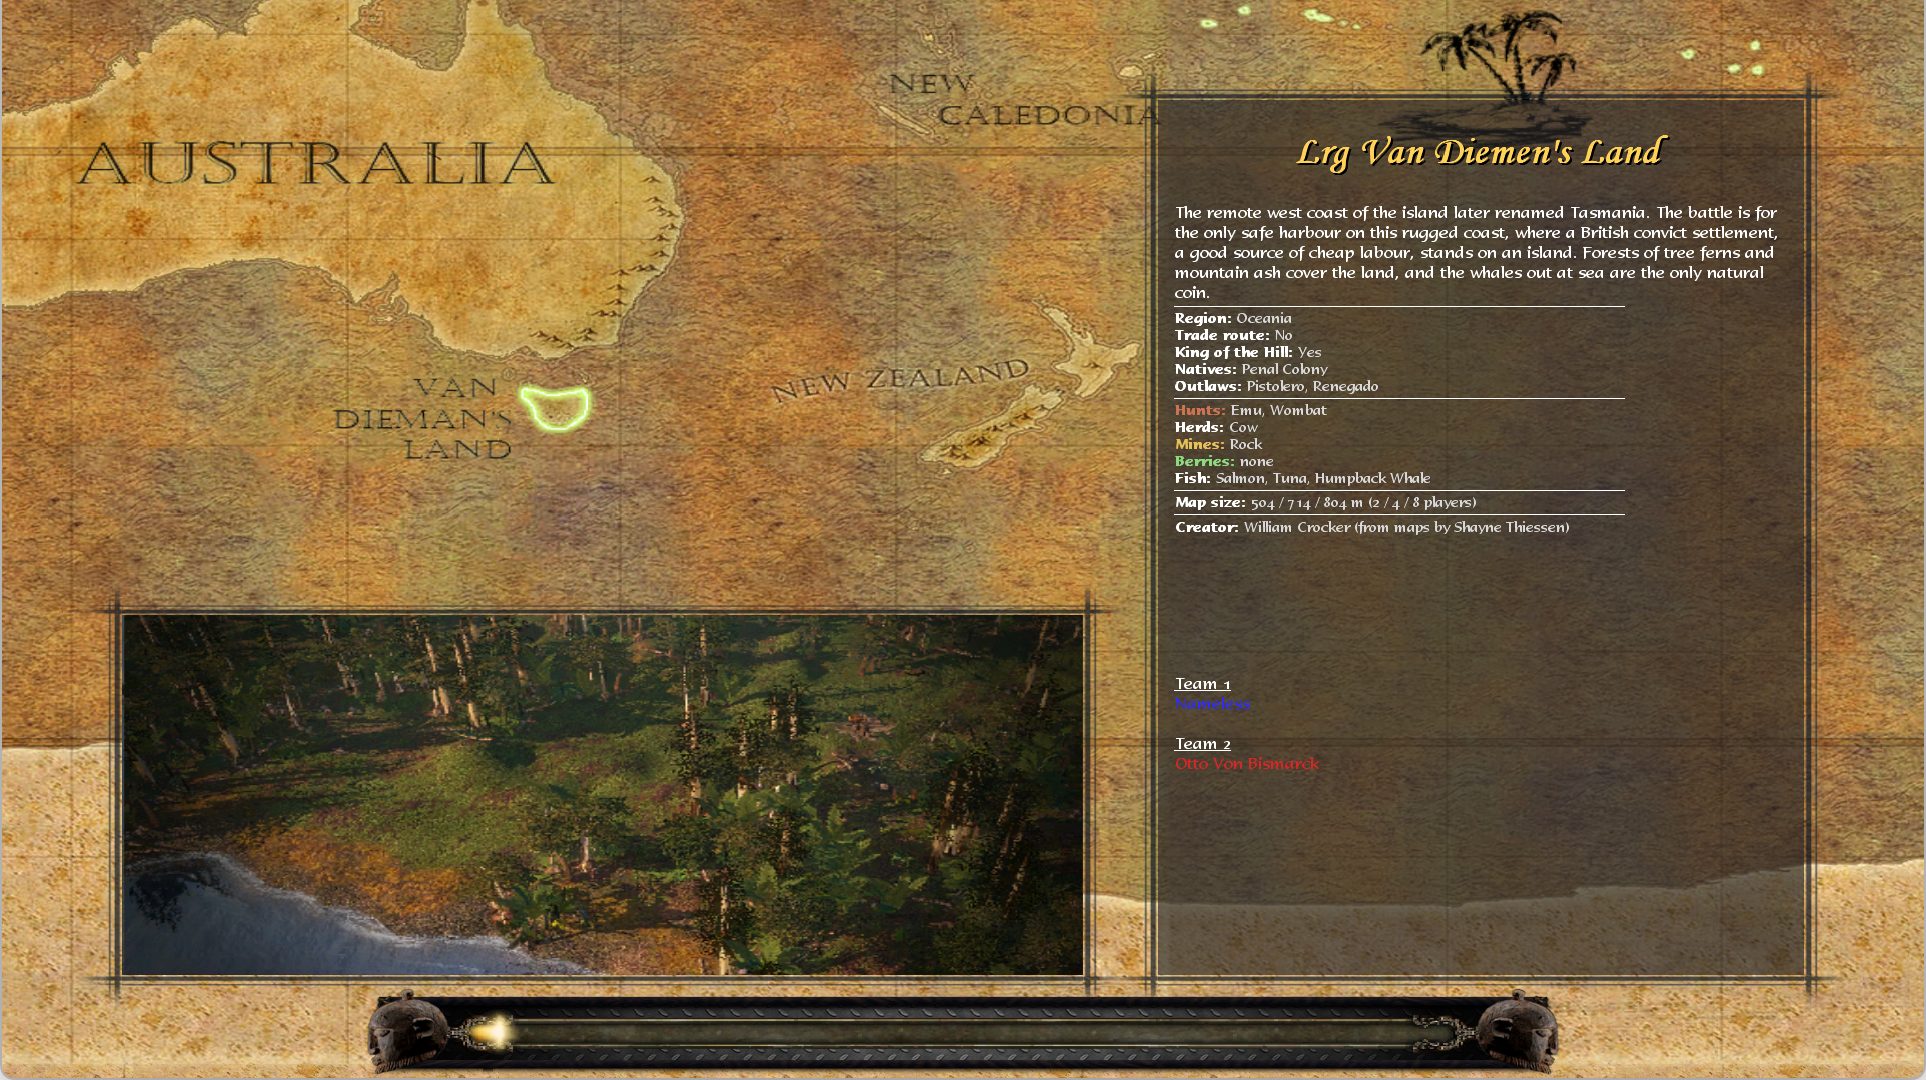 AUSTRALIA
NEW
CALEDONIA
VAN
DIEMAN'S
LAND
NEW ZEALAND
Lrg Van Diemen's Land
The remote west coast of the island later renamed Tasmania. The battle is for
the only safe harbour on this rugged coast, where a British convict settlement,
a good source of cheap labour, stands on an island. Forests of tree ferns and
mountain ash cover the land, and the whales out at sea are the only natural
coin.
Region: Oceania
Trade route: No
King of the Hill: Yes
Natives: Penal Colony
Outlaws: Pistolero, Renegado
Hunts: Emu, Wombat
Herds: Cow
Mines: Rock
Berries: none
Fish: Salmon, Tuna, Humpback Whale
Map size: 504 / 714 / 804 m (2 / 4 / 8 players)
Creator: William Crocker (from maps by Shayne Thiessen)
Team 1
Nameless
Team 2
Otto Von Bismarck